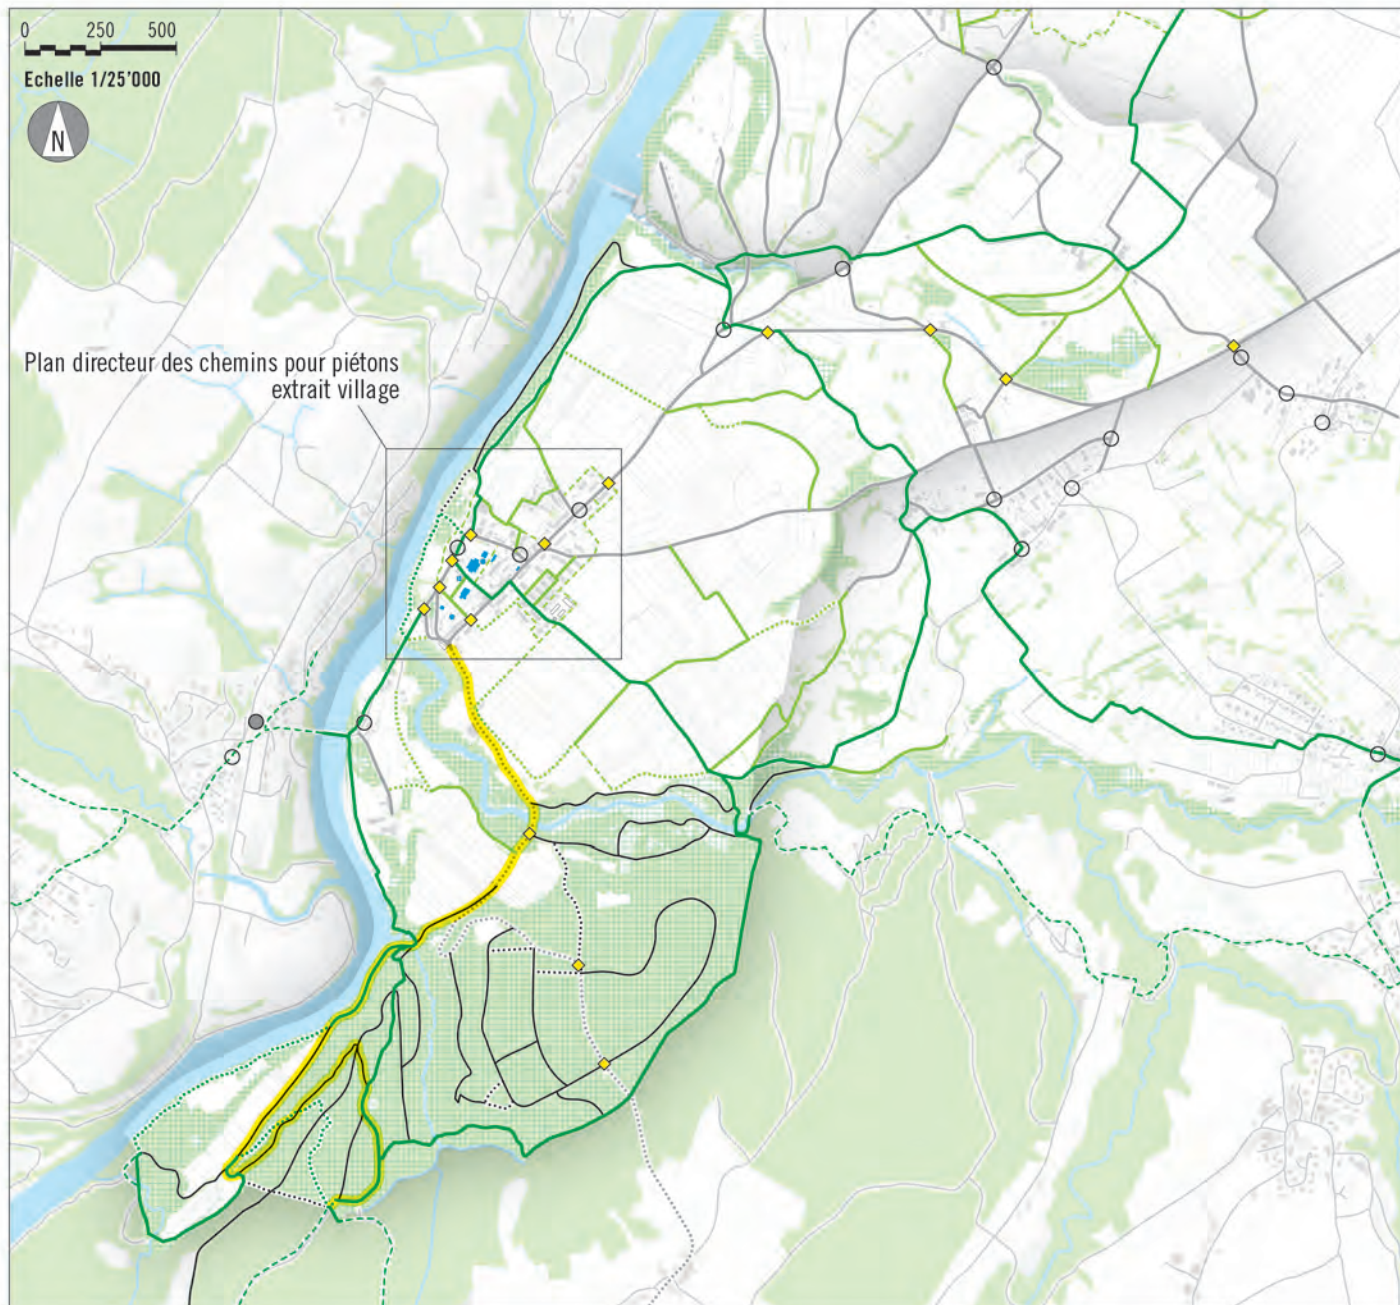 0 250 500
Echelle 1/25'000
N
Plan directeur des chemins pour piétons
extrait village